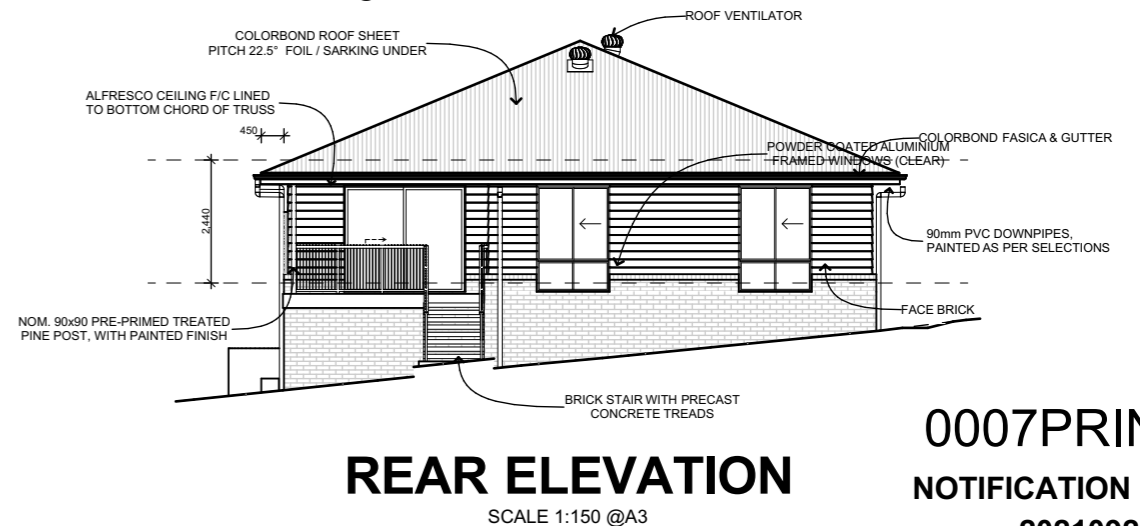 ROOF VENTILATOR
COLORBOND ROOF SHEET
PITCH 22.5° FOIL / SARKING UNDER
ALFRESCO CEILING F/C LINED
TO BOTTOM CHORD OF TRUSS
450
COLORBOND FASICA & GUTTER
POWDER COATED ALUMINIUM
FRAMED WINDOWS (CLEAR)
2,440
90mm PVC DOWNPIPES,
PAINTED AS PER SELECTIONS
FACE BRICK
NOM. 90x90 PRE-PRIMED TREATED
PINE POST, WITH PAINTED FINISH
BRICK STAIR WITH PRECAST
CONCRETE TREADS
REAR ELEVATION
SCALE 1:150 @A3
0007PRIN
NOTIFICATION